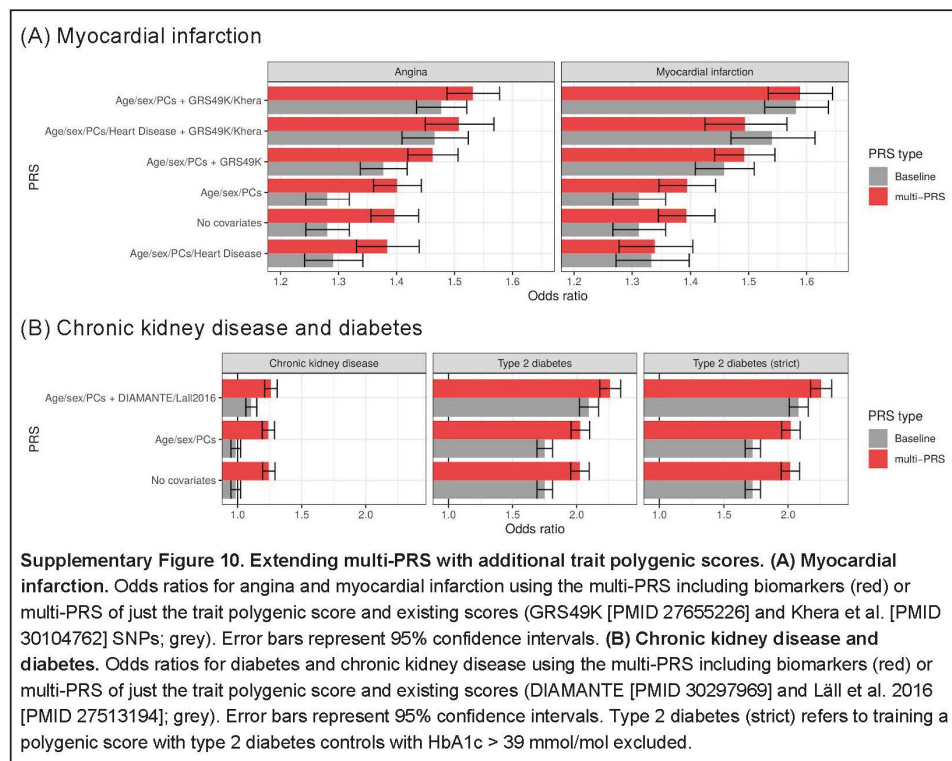 (A) Myocardial infarction
Angina
Myocardial infarction
PRS
Age/sex/PCs + GRS49K/Khera
Age/sex/PCs/Heart Disease + GRS49K/Khera
Age/sex/PCs + GRS49K
Age/sex/PCs
No covariates
Age/sex/PCs/Heart Disease
1.2 1.3 1.4 1.5 1.6 1.2 1.3 1.4 1.5 1.6
Odds ratio
PRS type
Baseline
multi-PRS
(B) Chronic kidney disease and diabetes
Chronic kidney disease
Type 2 diabetes
Type 2 diabetes (strict)
PRS
Age/sex/PCs + DIAMANTE/Lall2016
Age/sex/PCs
No covariates
1.0 1.5 2.0 1.0 1.5 2.0 1.0 1.5 2.0
Odds ratio
PRS type
Baseline
multi-PRS
Supplementary Figure 10. Extending multi-PRS with additional trait polygenic scores. (A) Myocardial
infarction. Odds ratios for angina and myocardial infarction using the multi-PRS including biomarkers (red) or
multi-PRS of just the trait polygenic score and existing scores (GRS49K [PMID 27655226] and Khera et al. [PMID
30104762] SNPs; grey). Error bars represent 95% confidence intervals. (B) Chronic kidney disease and
diabetes. Odds ratios for diabetes and chronic kidney disease using the multi-PRS including biomarkers (red) or
multi-PRS of just the trait polygenic score and existing scores (DIAMANTE [PMID 30297969] and Läll et al. 2016
[PMID 27513194]; grey). Error bars represent 95% confidence intervals. Type 2 diabetes (strict) refers to training a
polygenic score with type 2 diabetes controls with HbA1c > 39 mmol/mol excluded.